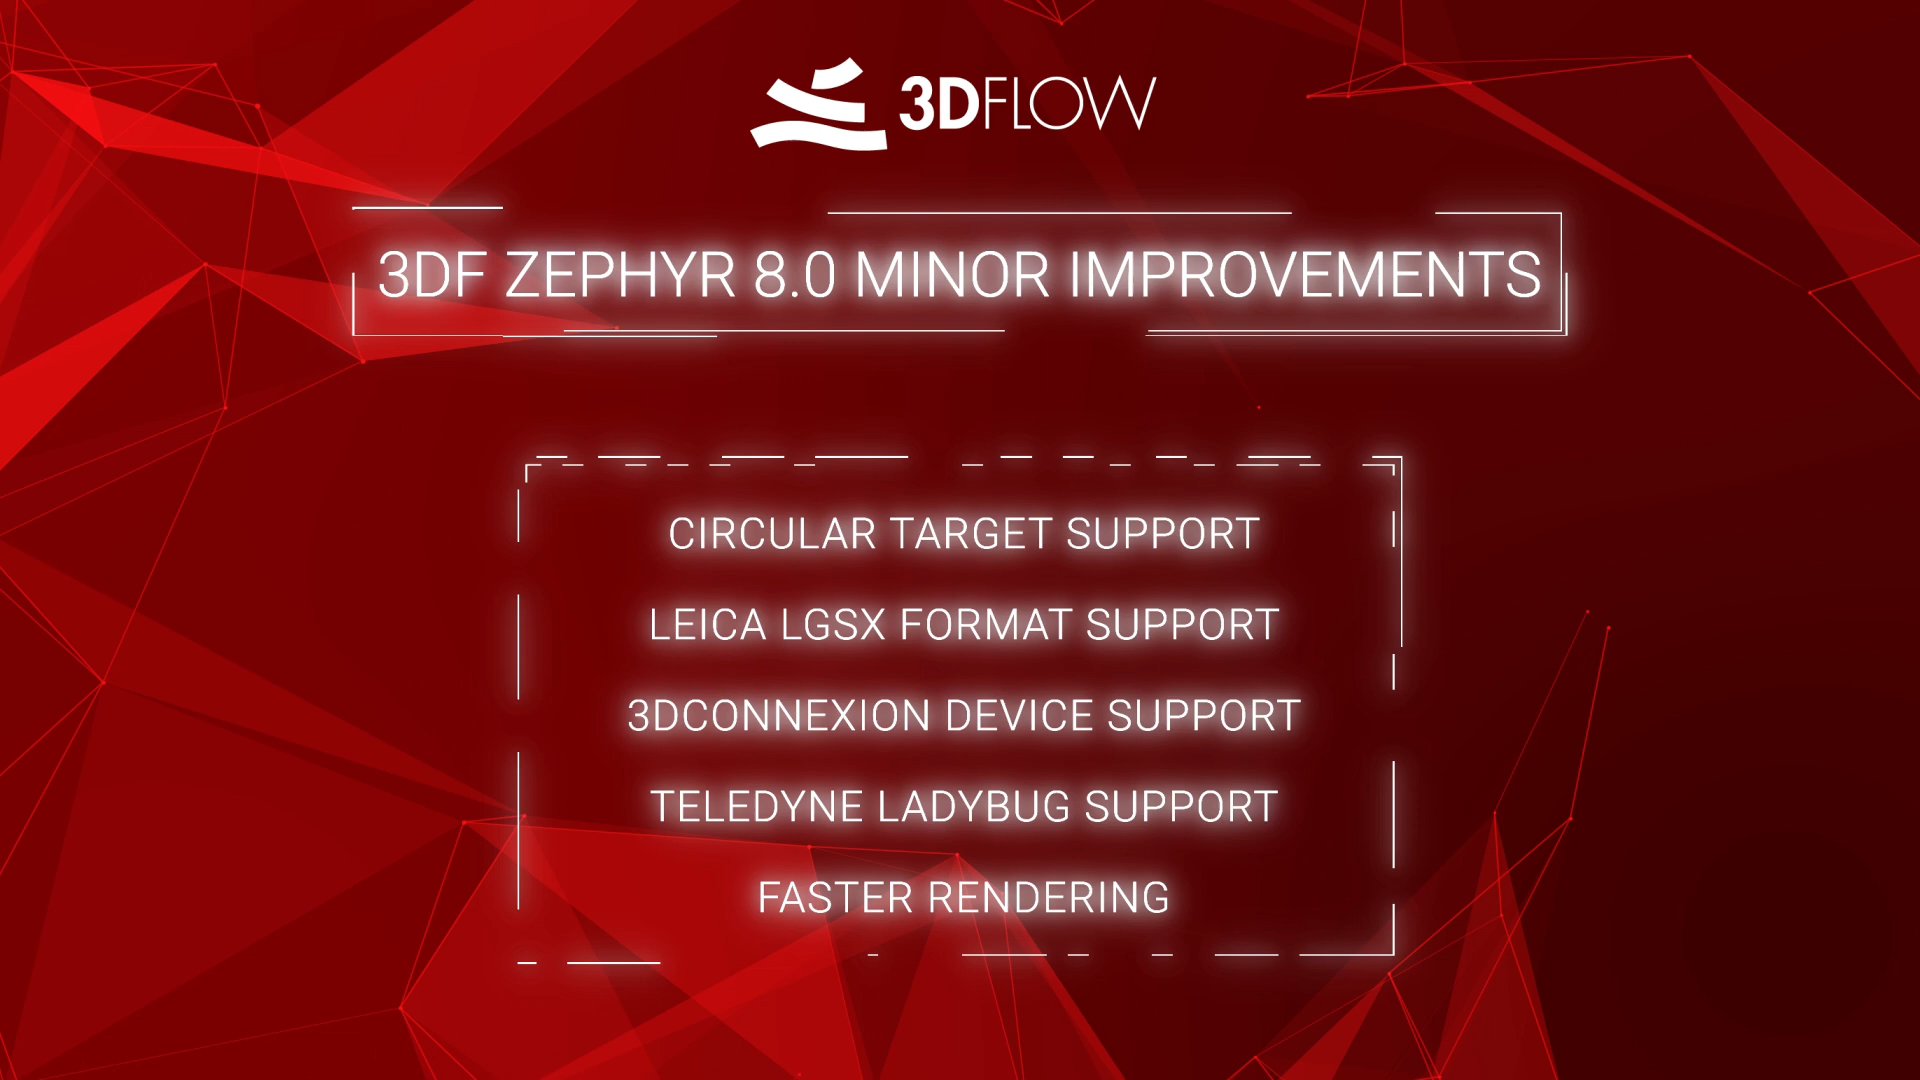 3DFLOW
3DF ZEPHYR 8.0 MINOR IMPROVEMENTS
CIRCULAR TARGET SUPPORT
LEICA LGSX FORMAT SUPPORT
3DCONNEXION DEVICE SUPPORT
TELEDYNE LADYBUG SUPPORT
FASTER RENDERING